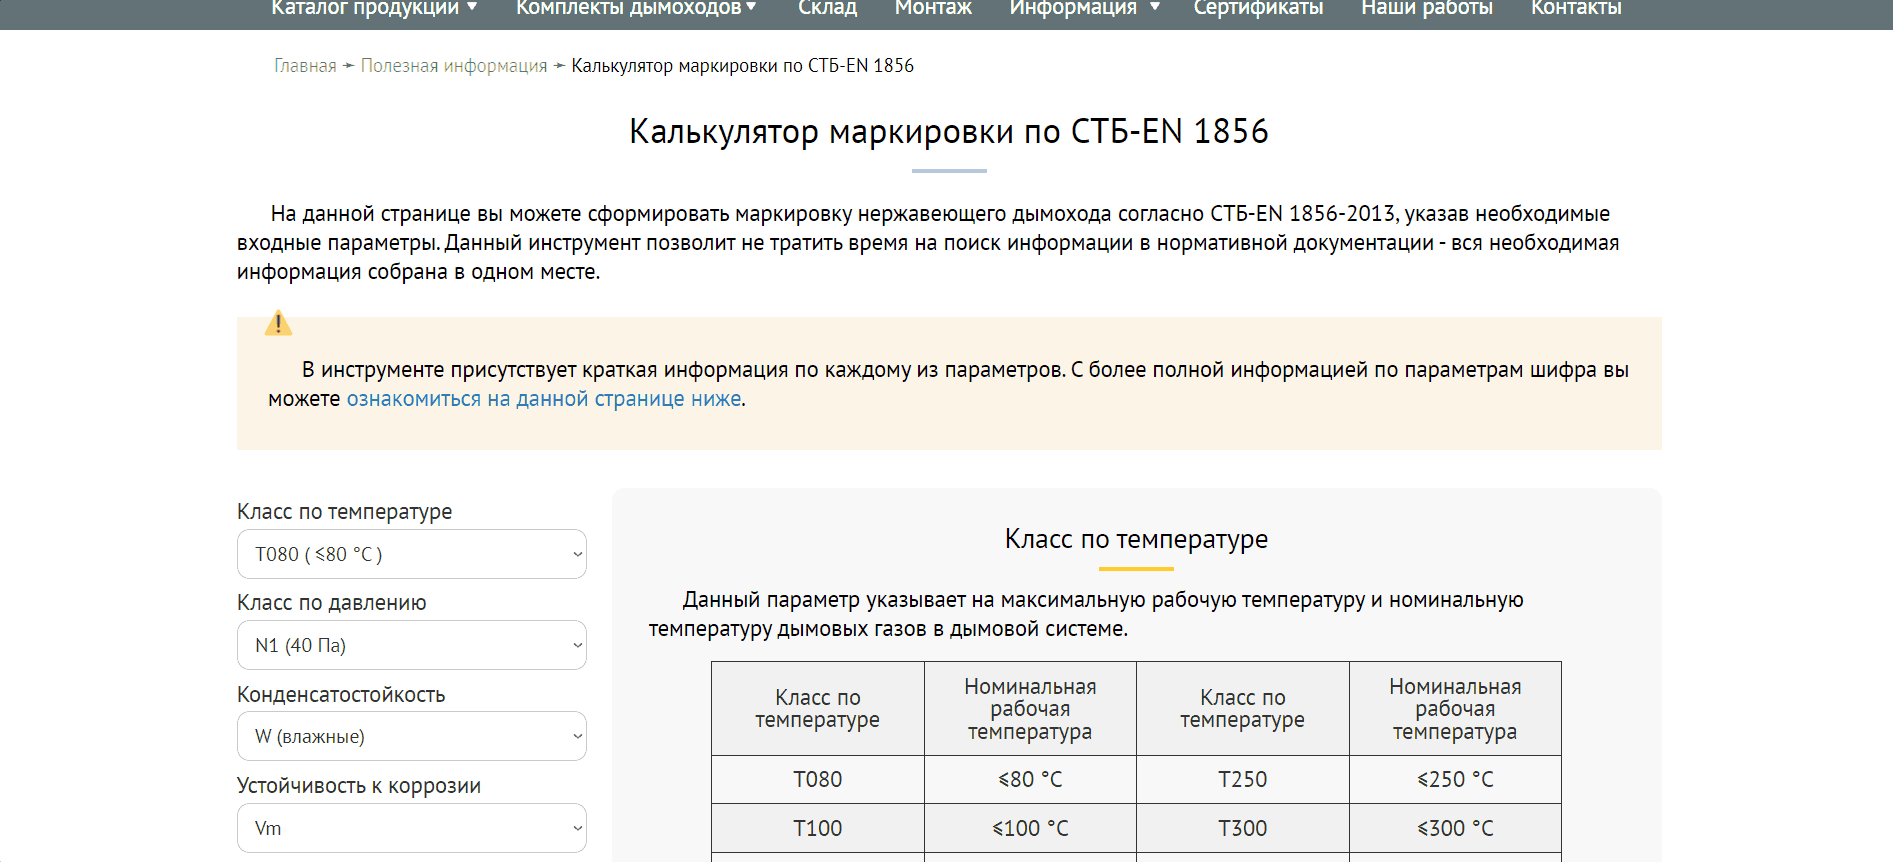 Каталог продукции ▼ Комплекты дымоходов ▼ Склад Монтаж Информация ▼ Сертификаты Наши работы Контакты
Главная ➛ Полезная информация ➛ Калькулятор маркировки по СТБ-EN 1856
Калькулятор маркировки по СТБ-EN 1856
На данной странице вы можете сформировать маркировку нержавеющего дымохода согласно СТБ-EN 1856-2013, указав необходимые
входные параметры. Данный инструмент позволит не тратить время на поиск информации в нормативной документации - вся необходимая
информация собрана в одном месте.
В инструменте присутствует краткая информация по каждому из параметров. С более полной информацией по параметрам шифра вы
можете ознакомиться на данной странице ниже.
Класс по температуре
T080 ( ≤80 °C )
Класс по давлению
N1 (40 Па)
Конденсатостойкость
W (влажные)
Устойчивость к коррозии
Vm
Класс по температуре
Данный параметр указывает на максимальную рабочую температуру и номинальную
температуру дымовых газов в дымовой системе.
Класс по температуре Номинальная рабочая температура Класс по температуре Номинальная рабочая температура
T080 ≤80 °C T250 ≤250 °C
T100 ≤100 °C T300 ≤300 °C